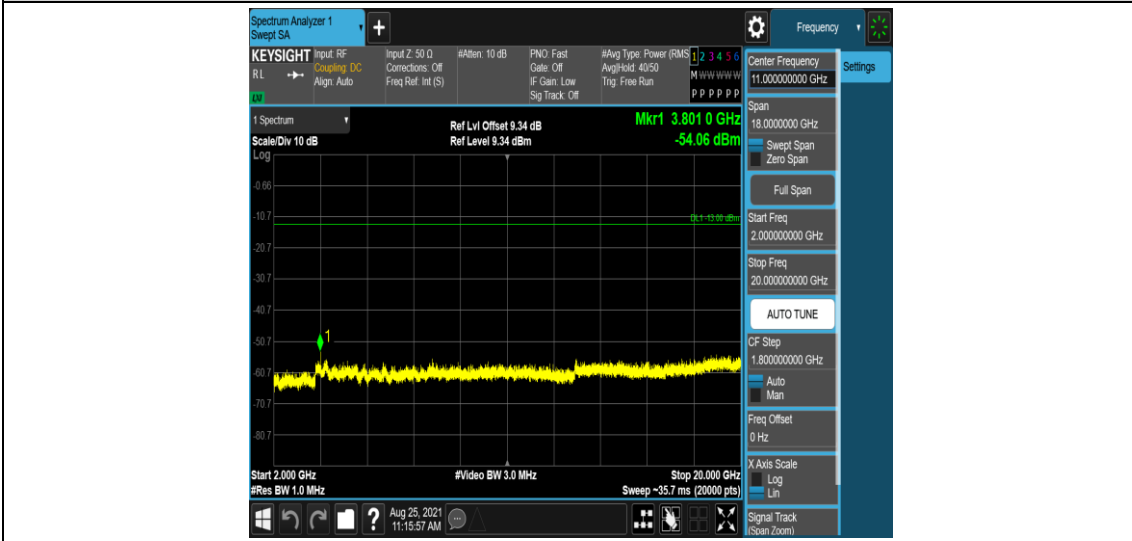 Spectrum Analyzer 1
Swept SA
Frequency
KEYSIGHT
RL
LM
Input: RF
Coupling: DC
Align: Auto
Input Z: 50 Ω
Corrections: Off
Freq Ref: Int (S)
#Atten: 10 dB
PNO: Fast
Gate: Off
IF Gain: Low
Sig Track: Off
#Avg Type: Power (RMS
Avg|Hold: 40/50
Trig: Free Run
1 2 3 4 5 6
M W W W W W
P P P P P P
1 Spectrum
Scale/Div 10 dB
Log
Ref Lvl Offset 9.34 dB
Ref Level 9.34 dBm
Mkr1 3.801 0 GHz
-54.06 dBm
-0.66
-10.7
DL1 -13.00 dBm
-20.7
-30.7
-40.7
-50.7
1
-60.7
-70.7
-80.7
Start 2.000 GHz
#Res BW 1.0 MHz
#Video BW 3.0 MHz
Stop 20.000 GHz
Sweep ~35.7 ms (20000 pts)
Aug 25, 2021
11:15:57 AM
Center Frequency
11.000000000 GHz
Settings
Span
18.0000000 GHz
Swept Span
Zero Span
Full Span
Start Freq
2.000000000 GHz
Stop Freq
20.000000000 GHz
AUTO TUNE
CF Step
1.800000000 GHz
Auto
Man
Freq Offset
0 Hz
X Axis Scale
Log
Lin
Signal Track
(Span Zoom)